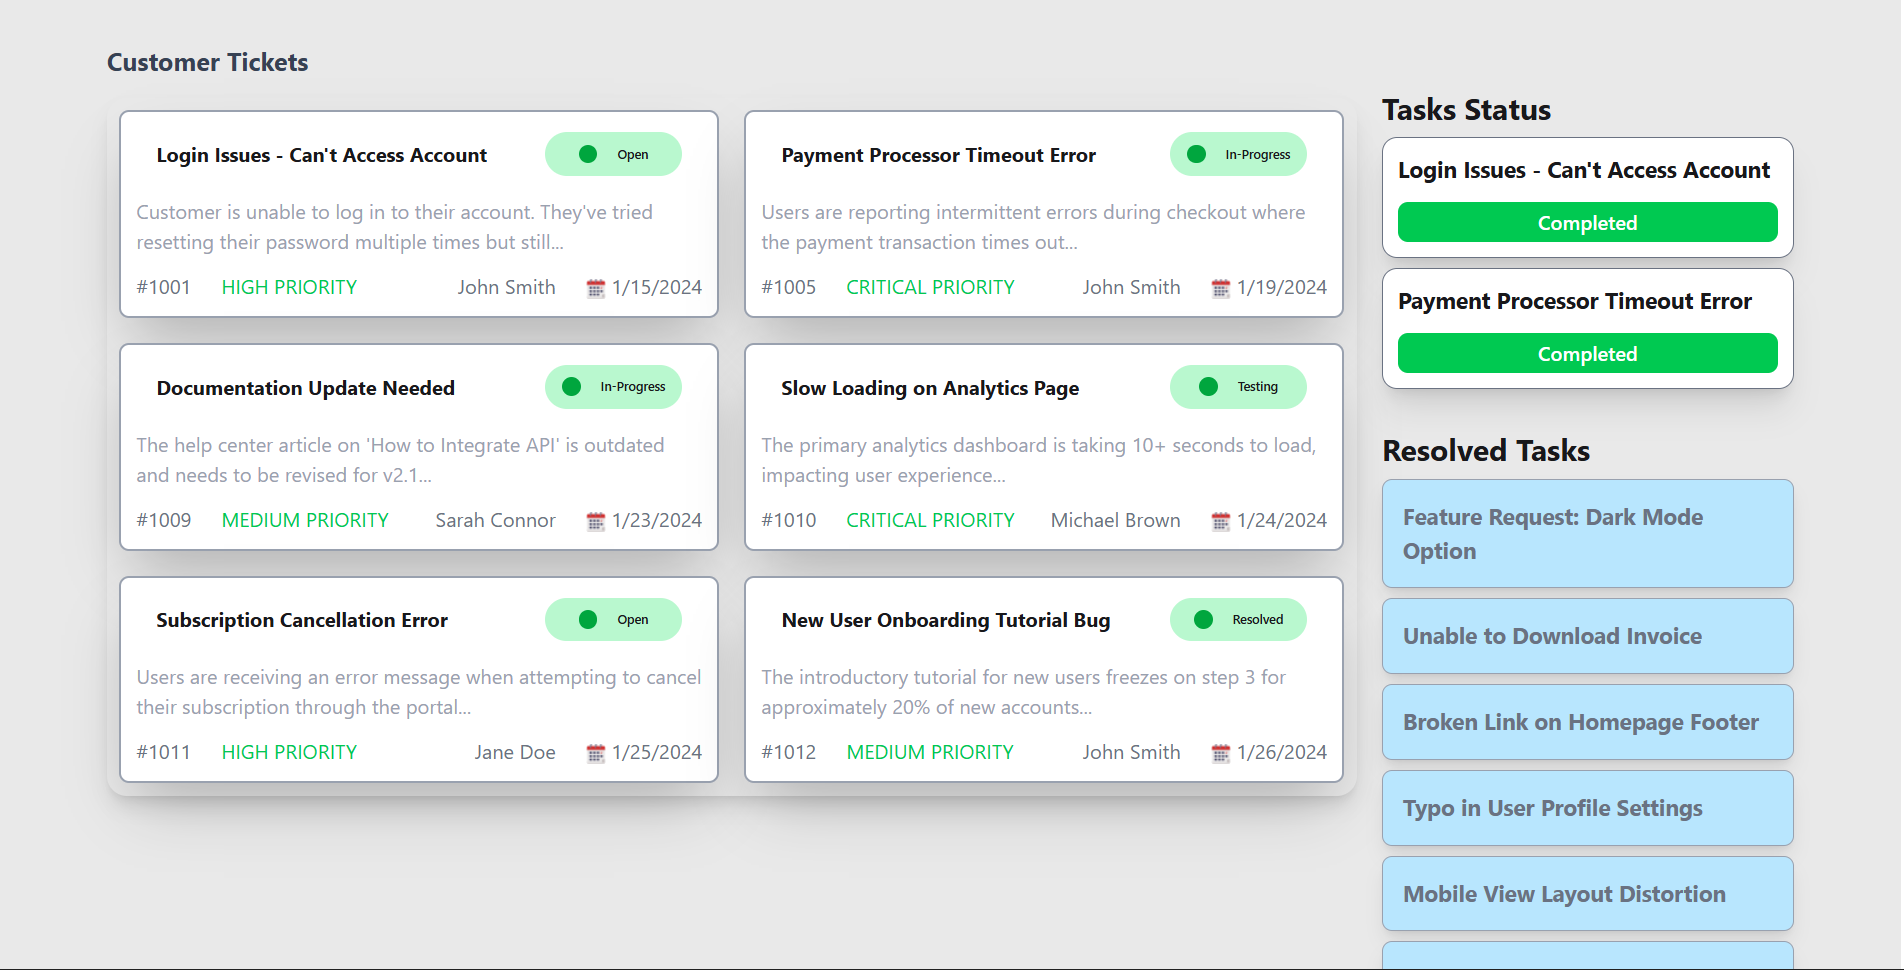 Customer Tickets
Login Issues - Can't Access Account
Open
Customer is unable to log in to their account. They've tried
resetting their password multiple times but still...
#1001 HIGH PRIORITY John Smith 1/15/2024
Payment Processor Timeout Error
In-Progress
Users are reporting intermittent errors during checkout where
the payment transaction times out...
#1005 CRITICAL PRIORITY John Smith 1/19/2024
Documentation Update Needed
In-Progress
The help center article on 'How to Integrate API' is outdated
and needs to be revised for v2.1...
#1009 MEDIUM PRIORITY Sarah Connor 1/23/2024
Slow Loading on Analytics Page
Testing
The primary analytics dashboard is taking 10+ seconds to load,
impacting user experience...
#1010 CRITICAL PRIORITY Michael Brown 1/24/2024
Subscription Cancellation Error
Open
Users are receiving an error message when attempting to cancel
their subscription through the portal...
#1011 HIGH PRIORITY Jane Doe 1/25/2024
New User Onboarding Tutorial Bug
Resolved
The introductory tutorial for new users freezes on step 3 for
approximately 20% of new accounts...
#1012 MEDIUM PRIORITY John Smith 1/26/2024
Tasks Status
Login Issues - Can't Access Account
Completed
Payment Processor Timeout Error
Completed
Resolved Tasks
Feature Request: Dark Mode
Option
Unable to Download Invoice
Broken Link on Homepage Footer
Typo in User Profile Settings
Mobile View Layout Distortion